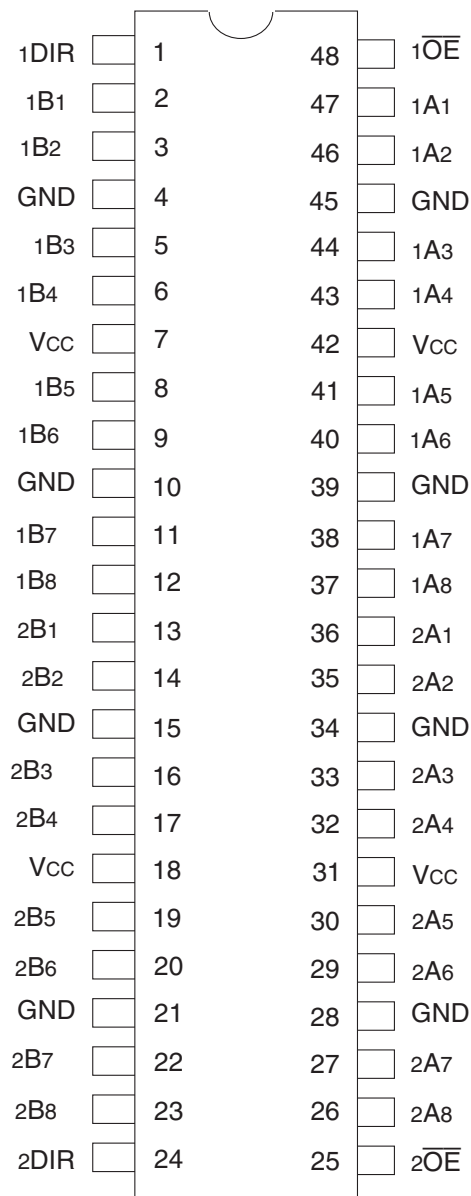 1DIR 1 48 1O̅E̅
1B1 2 47 1A1
1B2 3 46 1A2
GND 4 45 GND
1B3 5 44 1A3
1B4 6 43 1A4
VCC 7 42 VCC
1B5 8 41 1A5
1B6 9 40 1A6
GND 10 39 GND
1B7 11 38 1A7
1B8 12 37 1A8
2B1 13 36 2A1
2B2 14 35 2A2
GND 15 34 GND
2B3 16 33 2A3
2B4 17 32 2A4
VCC 18 31 VCC
2B5 19 30 2A5
2B6 20 29 2A6
GND 21 28 GND
2B7 22 27 2A7
2B8 23 26 2A8
2DIR 24 25 2O̅E̅